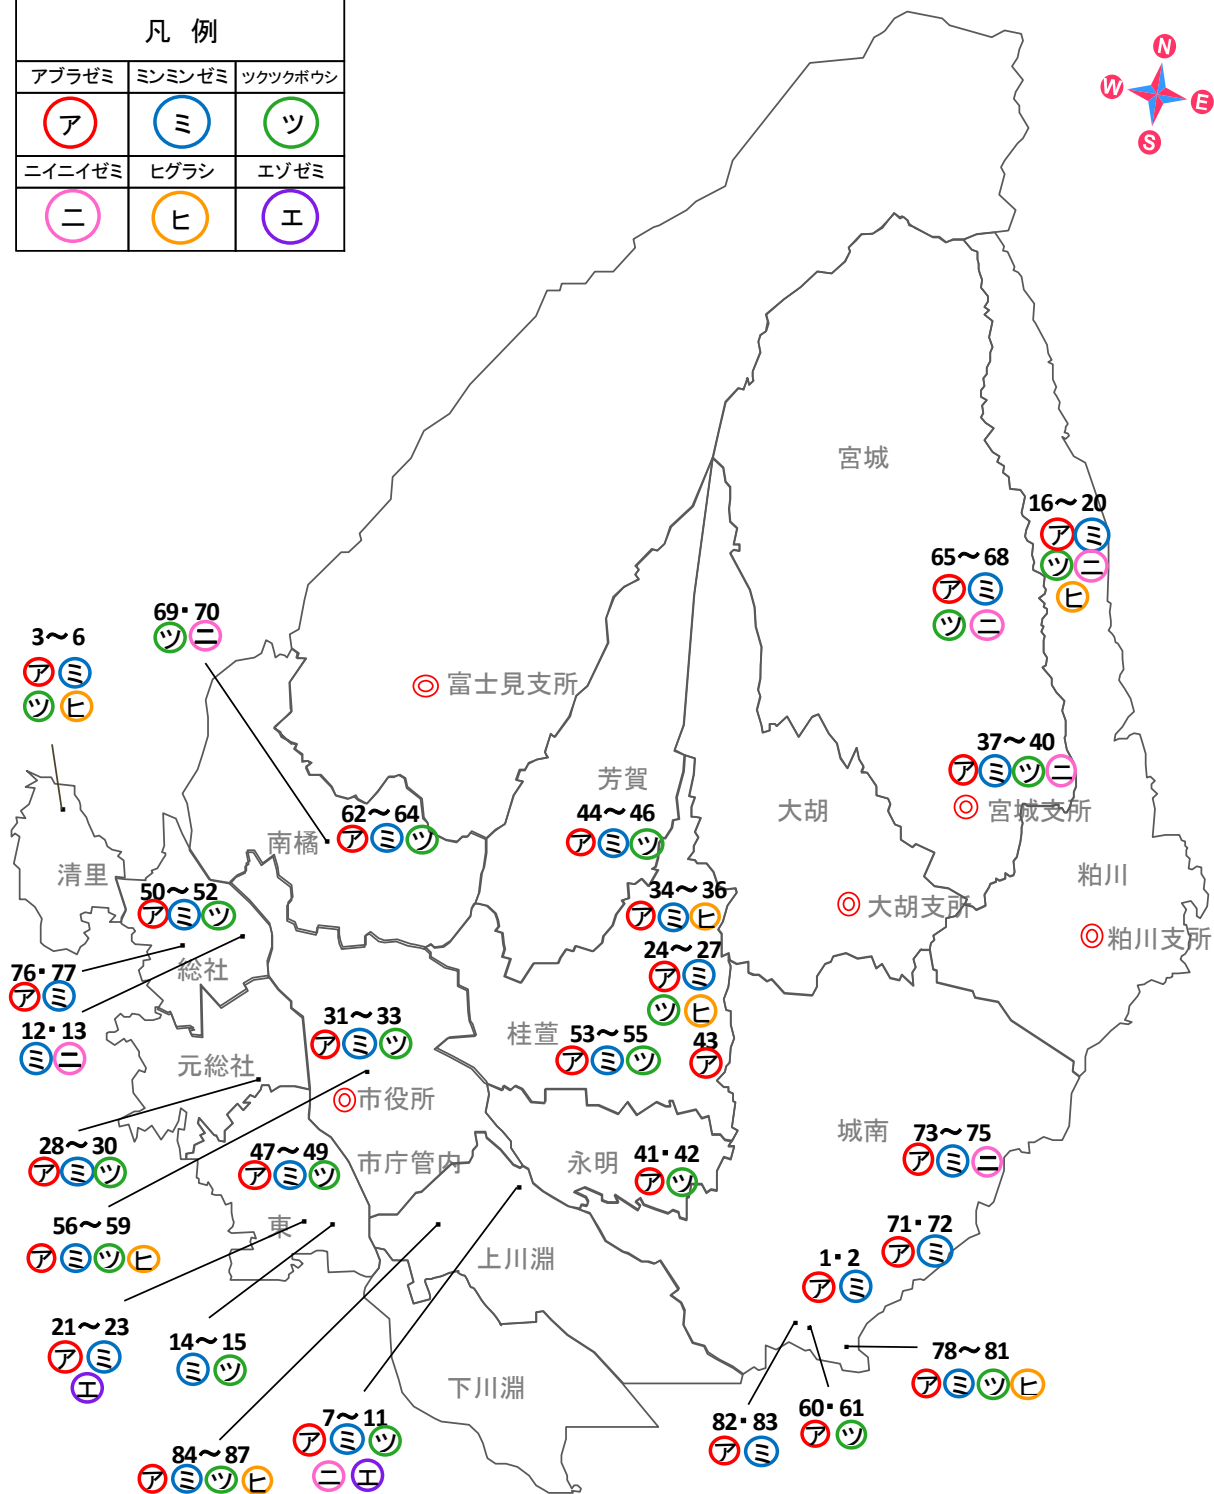 凡 例
アブラゼミ ミンミンゼミ ツクツクボウシ
ア ミ ツ
ニイニイゼミ ヒグラシ エゾゼミ
ニ ヒ エ
N
W E
S
宮城
16～20
ア ミ
ツ ニ
ヒ
65～68
ア ミ
ツ ニ
69・70
ツ ニ
3～6
ア ミ
ツ ヒ
富士見支所
37～40
ア ミ ツ ニ
宮城支所
芳賀
44～46
ア ミ ツ
大胡
62～64
ア ミ ツ
南橘
清里
50～52
ア ミ ツ
34～36
ア ミ ヒ
大胡支所
粕川
粕川支所
24～27
ア ミ
ツ ヒ
総社
76・77
ア ミ
12・13
ミ ニ
31～33
ア ミ ツ
桂萱
53～55
ア ミ ツ
43
ア
元総社
市役所
28～30
ア ミ ツ
47～49
ア ミ ツ
市庁管内
永明
41・42
ア ツ
城南
73～75
ア ミ ニ
56～59
ア ミ ツ ヒ
東
上川淵
71・72
ア ミ
1・2
ア ミ
21～23
ア ミ
エ
14～15
ミ ツ
78～81
ア ミ ツ ヒ
下川淵
7～11
ア ミ ツ
ニ エ
82・83
ア ミ
60・61
ア ツ
84～87
ア ミ ツ ヒ